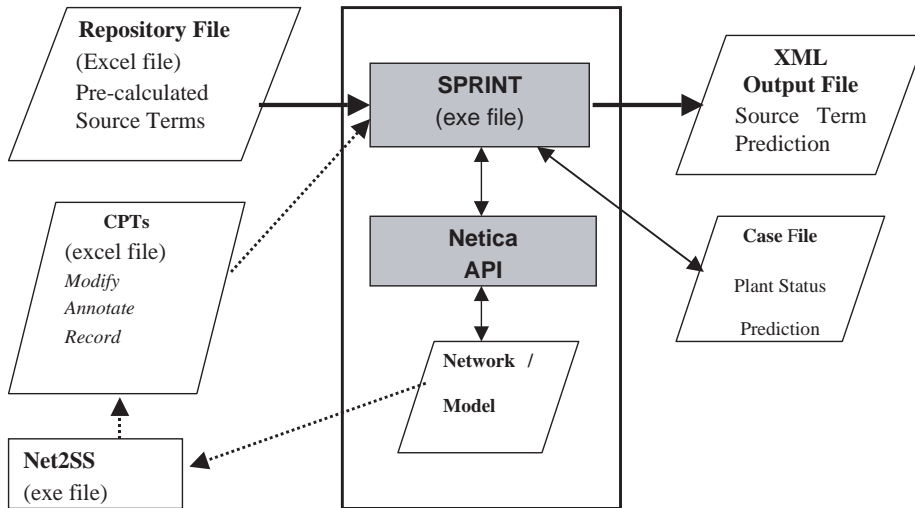 Repository File
(Excel file)
Pre-calculated
Source Terms
SPRINT
(exe file)
XML
Output File
Source Term
Prediction
CPTs
(excel file)
Modify
Annotate
Record
Netica
API
Case File
Plant Status
Prediction
Network /
Model
Net2SS
(exe file)